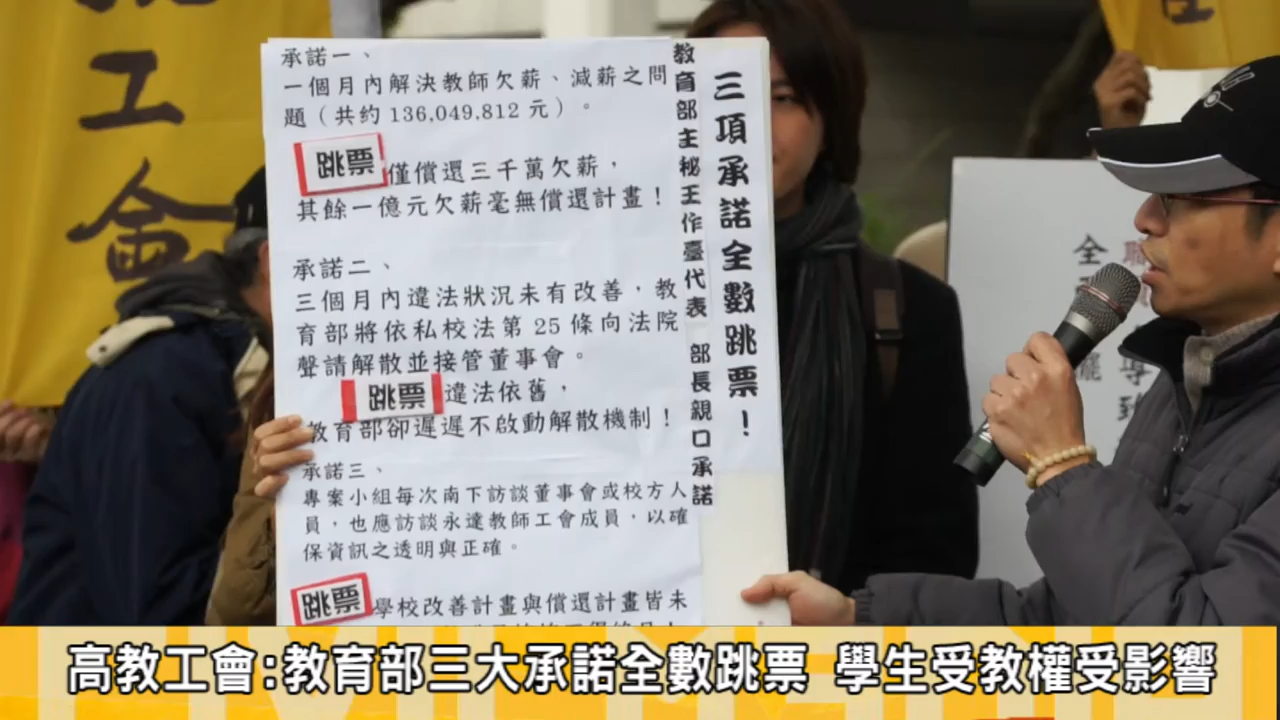 工會
三項承諾全數跳票！
教育部主秘王作臺代表 部長親口承諾
承諾一、
一個月內解決教師欠薪、減薪之問
題（共約 136,049,812 元）。
跳票 僅償還三千萬欠薪，
其餘一億元欠薪毫無償還計畫！
承諾二、
三個月內違法狀況未有改善，教
育部將依私校法第 25 條向法院
聲請解散並接管董事會。
跳票 違法依舊，
教育部卻遲遲不啟動解散機制！
承諾三、
專案小組每次南下訪談董事會或校方人
員，也應訪談永達教師工會成員，以確
保資訊之透明與正確。
跳票 學校改善計畫與償還計畫皆未
高教工會:教育部三大承諾全數跳票 學生受教權受影響